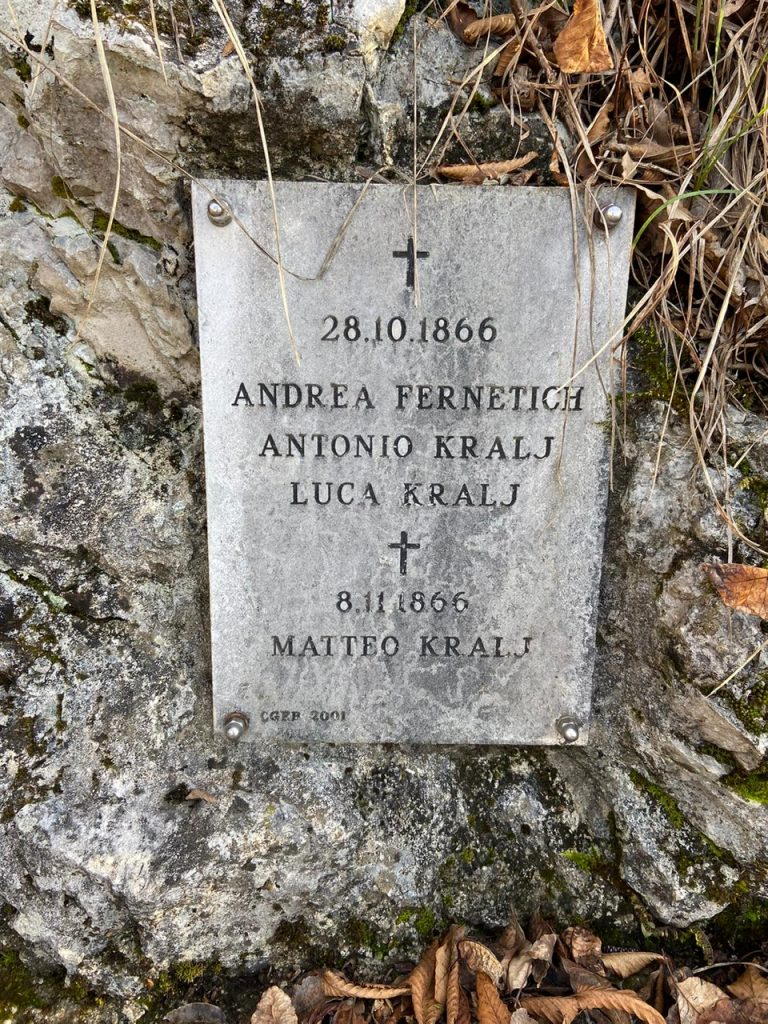 28.10.1866
ANDREA FERNETICH
ANTONIO KRALJ
LUCA KRALJ
8.11.1866
MATTEO KRALJ
CGEB 2001